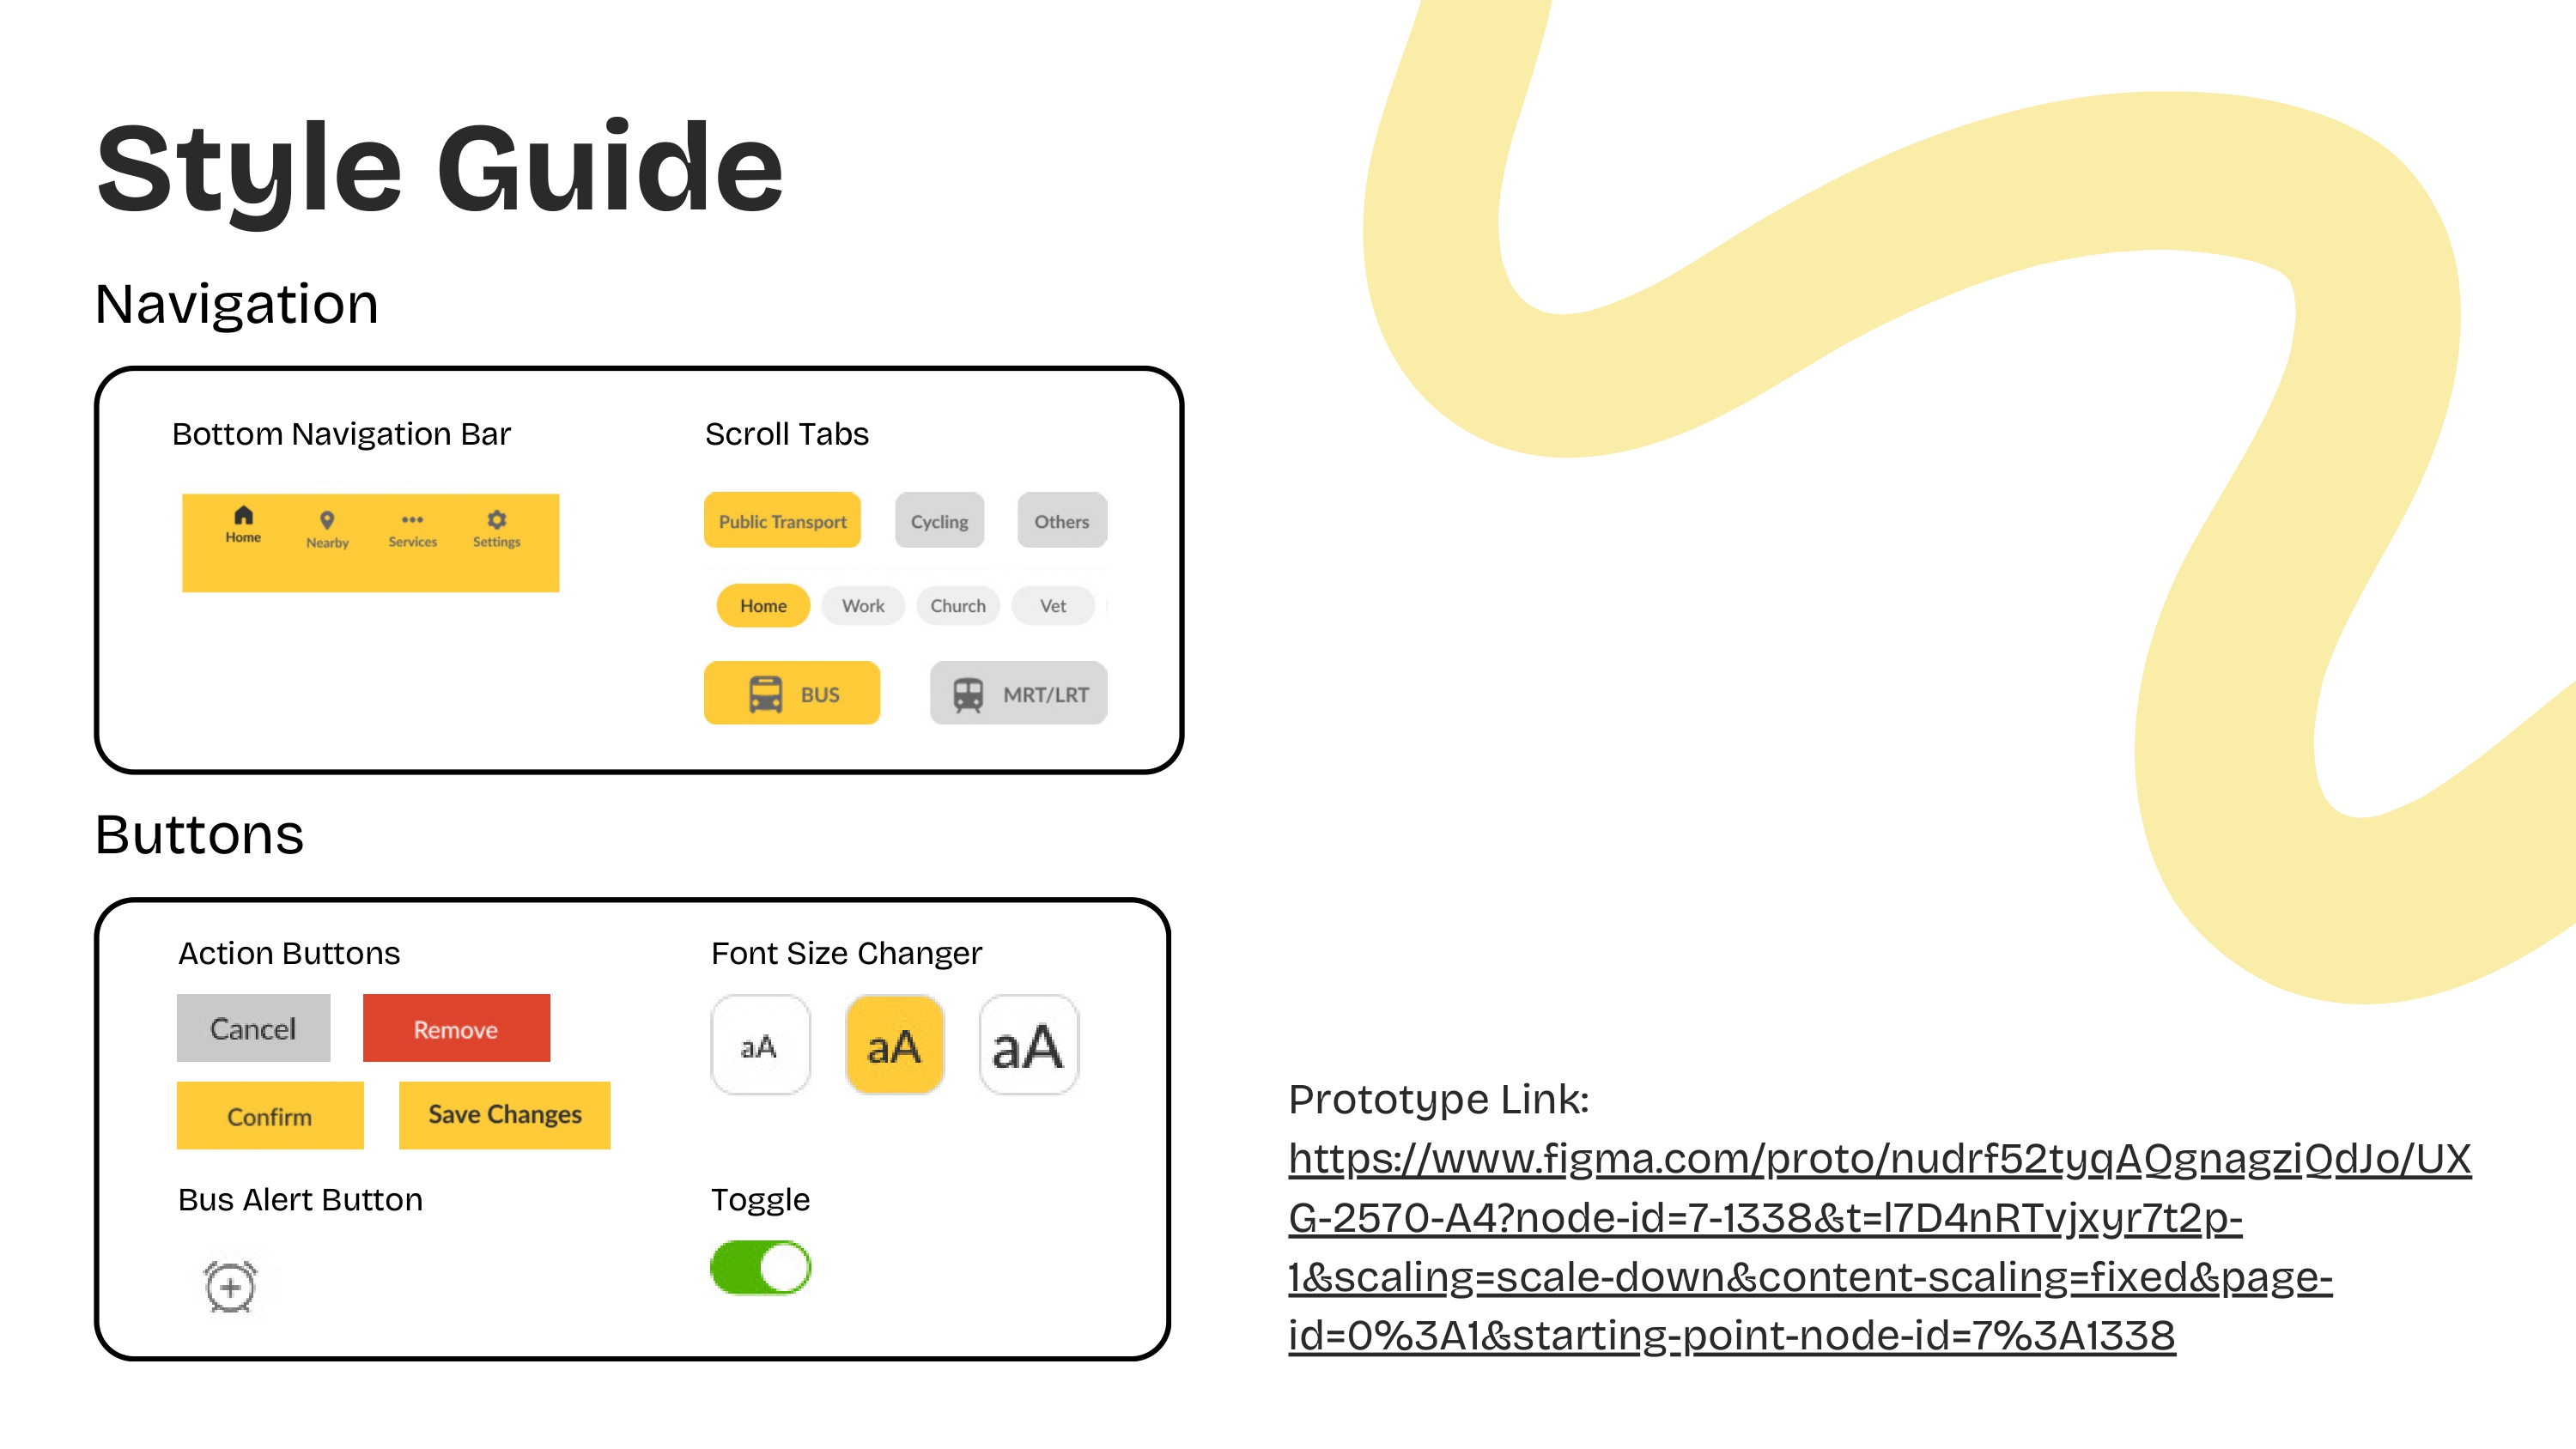 Style Guide
Navigation
Bottom Navigation Bar
Home Nearby Services Settings
Scroll Tabs
Public Transport Cycling Others
Home Work Church Vet
BUS MRT/LRT
Buttons
Action Buttons
Cancel Remove
Confirm Save Changes
Font Size Changer
aA aA aA
Bus Alert Button
Toggle
Prototype Link:
https://www.figma.com/proto/nudrf52tyqAQgnagziQdJo/UX
G-2570-A4?node-id=7-1338&t=l7D4nRTvjxyr7t2p-
1&scaling=scale-down&content-scaling=fixed&page-
id=0%3A1&starting-point-node-id=7%3A1338